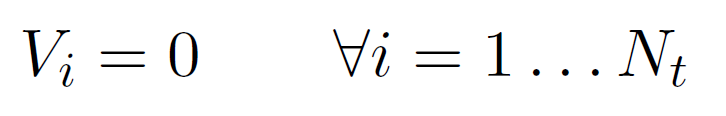 V_i = 0 ∀i = 1 … N_t